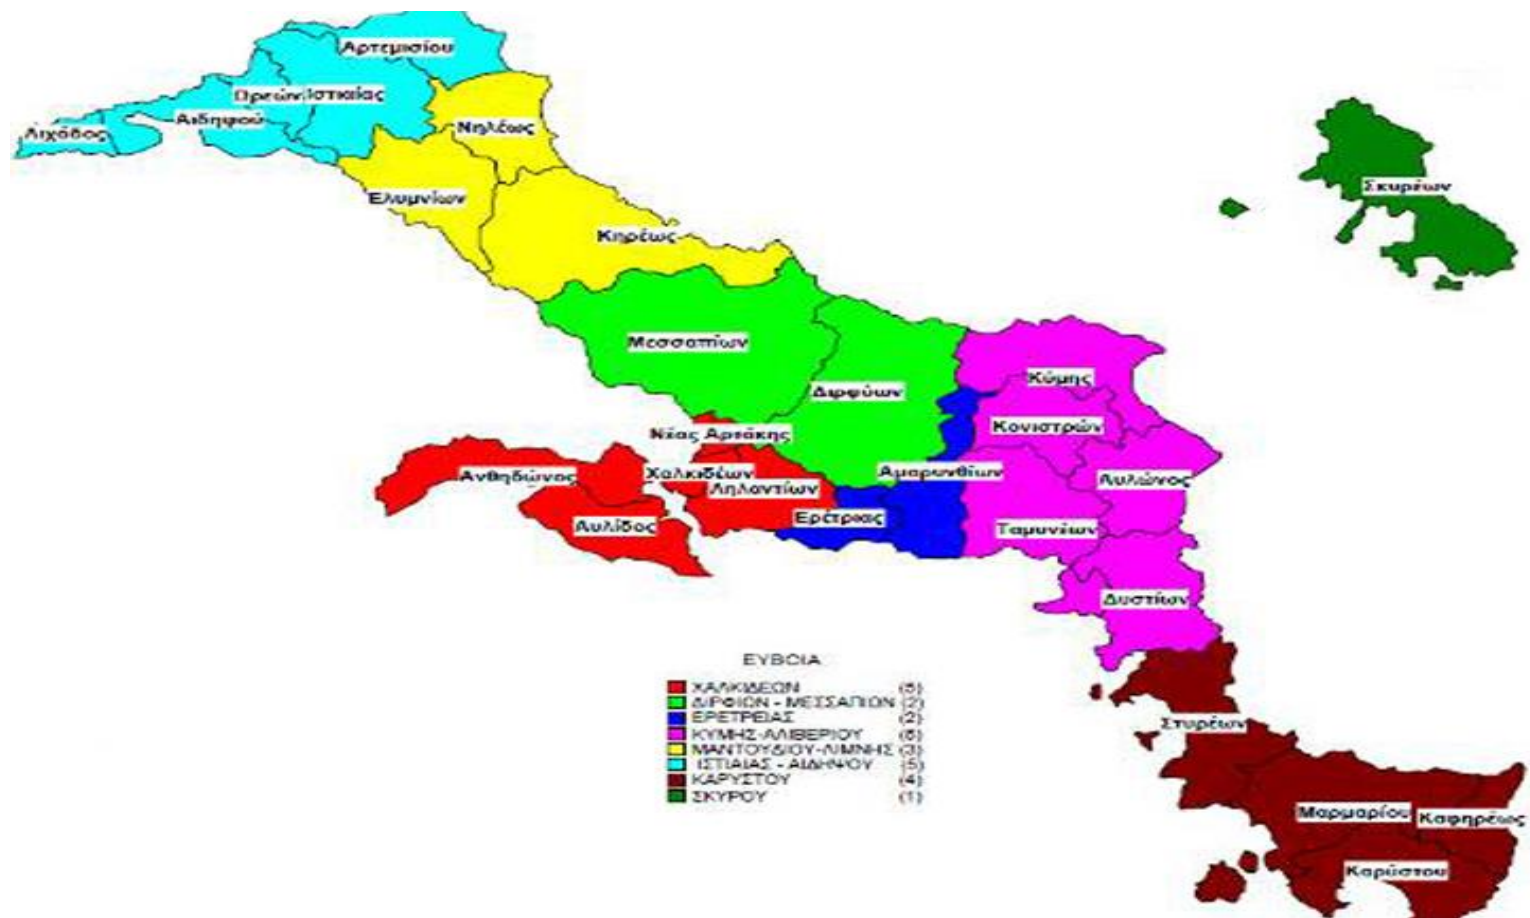 Αρτεμισίου
Ωρεών
Ιστιαίας
Αιδηψού
Λιχάδος
Νηλέως
Ελυμνίων
Κηρέως
Σκυρέων
Μεσσαπίων
Διρφύων
Κύμης
Κονιστρών
Νέας Αρτάκης
Αμαρυνθίων
Αυλώνος
Ανθηδώνος
Χαλκιδέων
Ληλαντίων
Ερέτριας
Αυλίδος
Ταμυνέων
Δυστίων
Στυρέων
Μαρμαρίου
Καφηρέως
Καρύστου
ΕΥΒΟΙΑ
ΧΑΛΚΙΔΕΩΝ (5)
ΔΙΡΦΙΩΝ - ΜΕΣΣΑΠΙΩΝ (2)
ΕΡΕΤΡΕΙΑΣ (2)
ΚΥΜΗΣ-ΑΛΙΒΕΡΙΟΥ
ΜΑΝΤΟΥΔΙΟΥ-ΛΙΜΝΗΣ (3)
ΙΣΤΙΑΙΑΣ - ΑΙΔΗΨΟΥ (5)
ΚΑΡΥΣΤΟΥ (4)
ΣΚΥΡΟΥ (1)